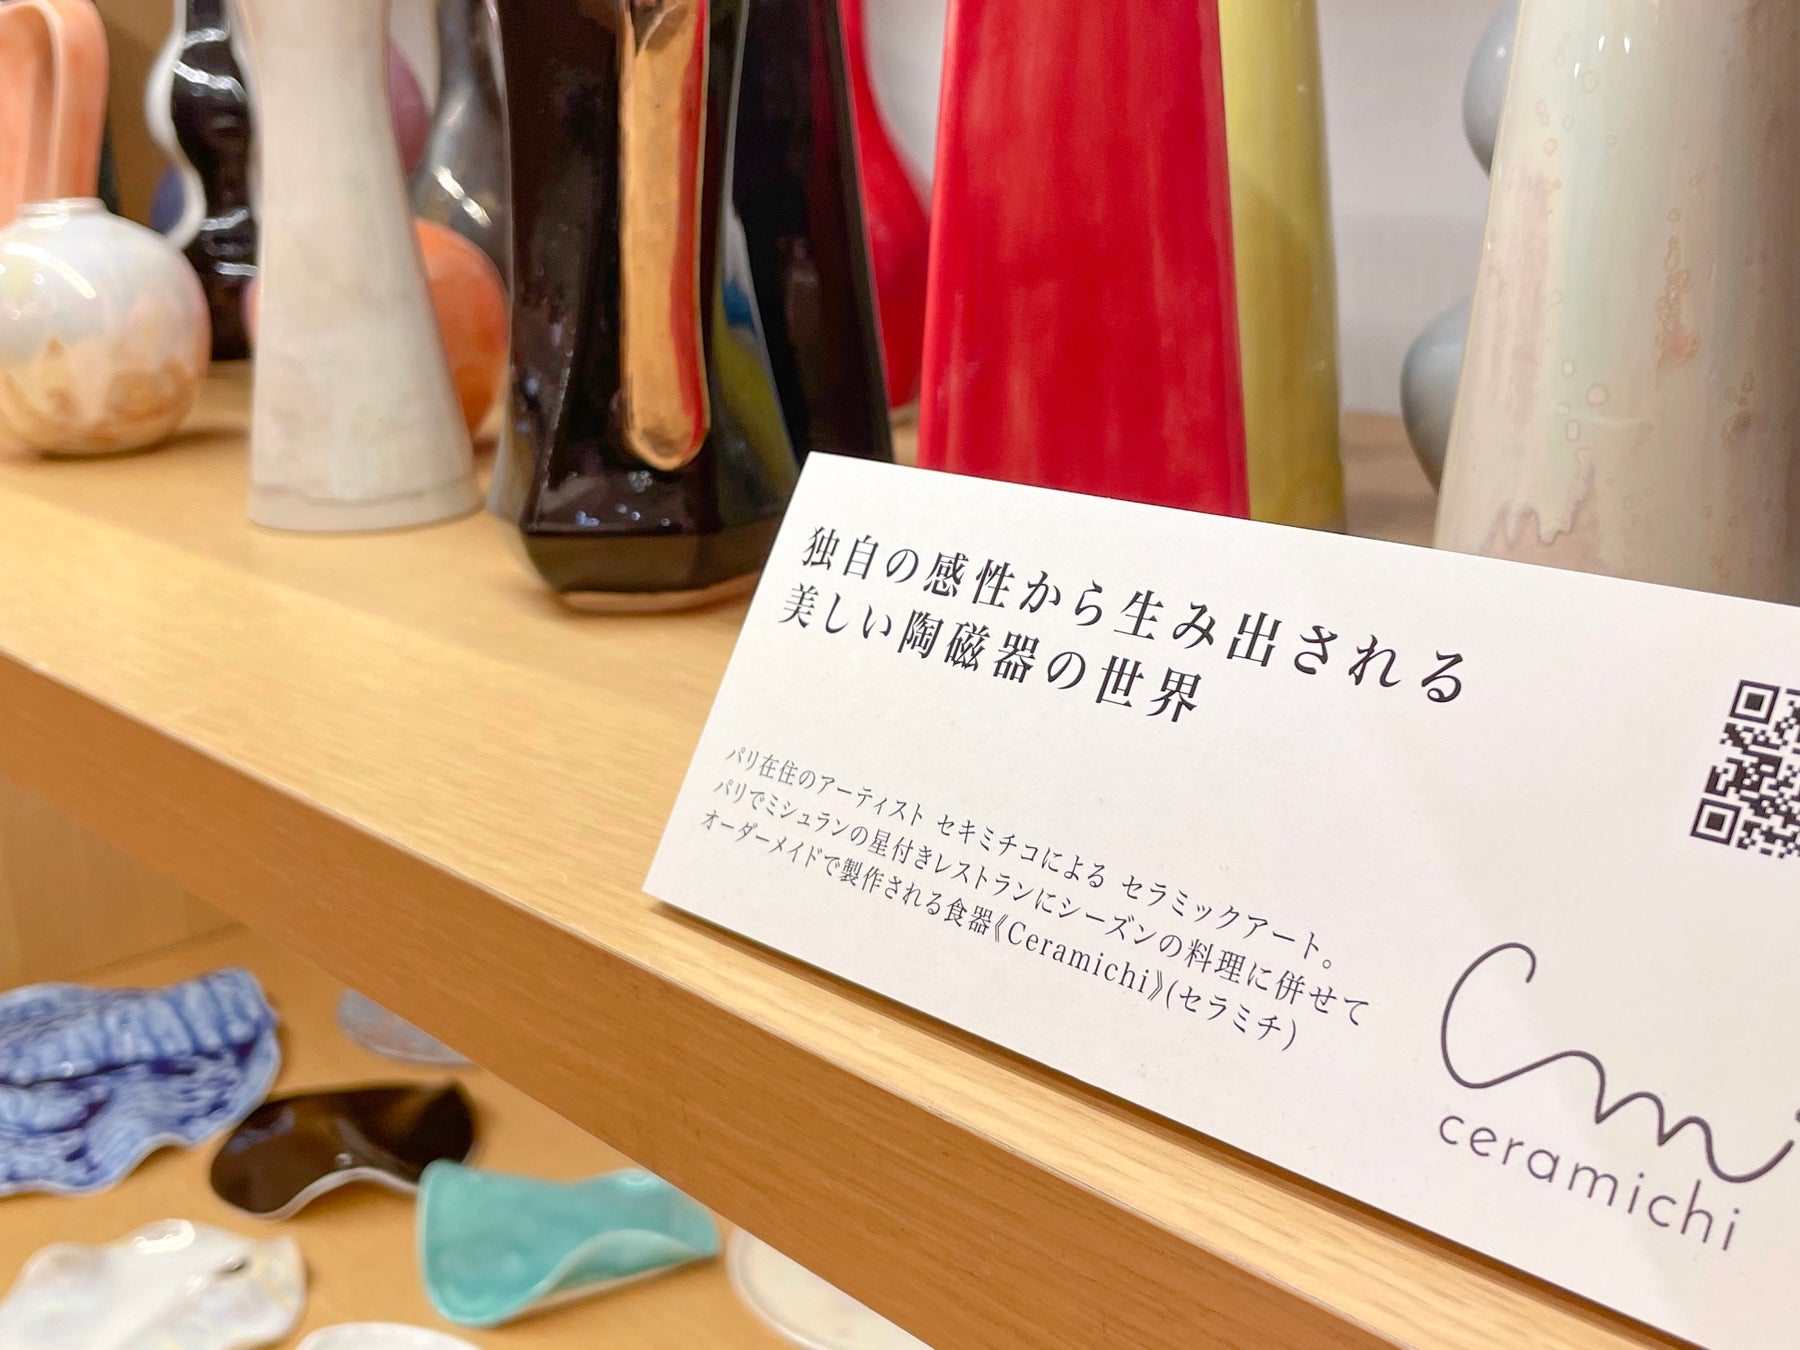 独自の感性から生み出される
美しい陶磁器の世界
パリ在住のアーティスト セキミチコによる セラミックアート。
パリでミシュランの星付きレストランにシーズンの料理に併せて
オーダーメイドで製作される食器《Ceramichi》(セラミチ)
ceramichi